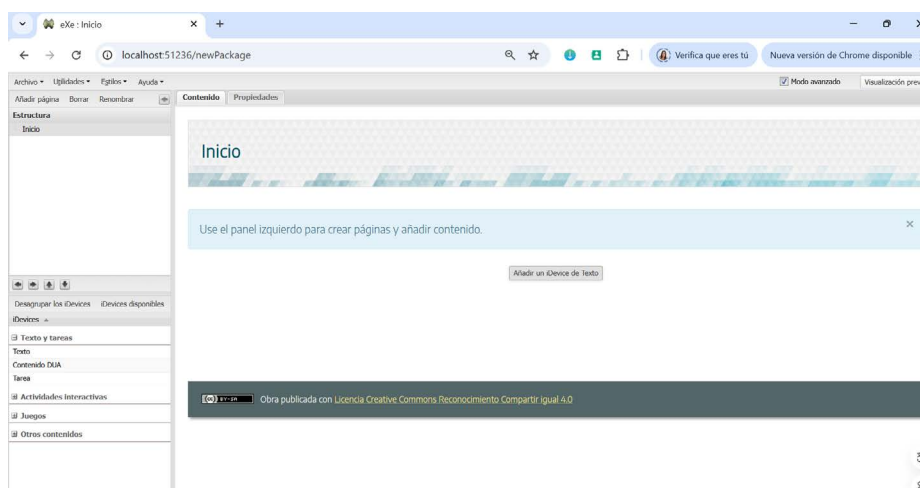 eXe : Inicio
localhost:51236/newPackage
Verifica que eres tú
Nueva versión de Chrome disponible
Archivo Utilidades Estilos Ayuda
Modo avanzado
Visualización prev
Añadir página Borrar Renombrar
Contenido Propiedades
Estructura
Inicio
Inicio
Use el panel izquierdo para crear páginas y añadir contenido.
Añadir un iDevice de Texto
Desagrupar los iDevices iDevices disponibles
iDevices
Texto y tareas
Texto
Contenido DUA
Tarea
Actividades interactivas
Juegos
Otros contenidos
(cc) BY-SA Obra publicada con Licencia Creative Commons Reconocimiento Compartir igual 4.0